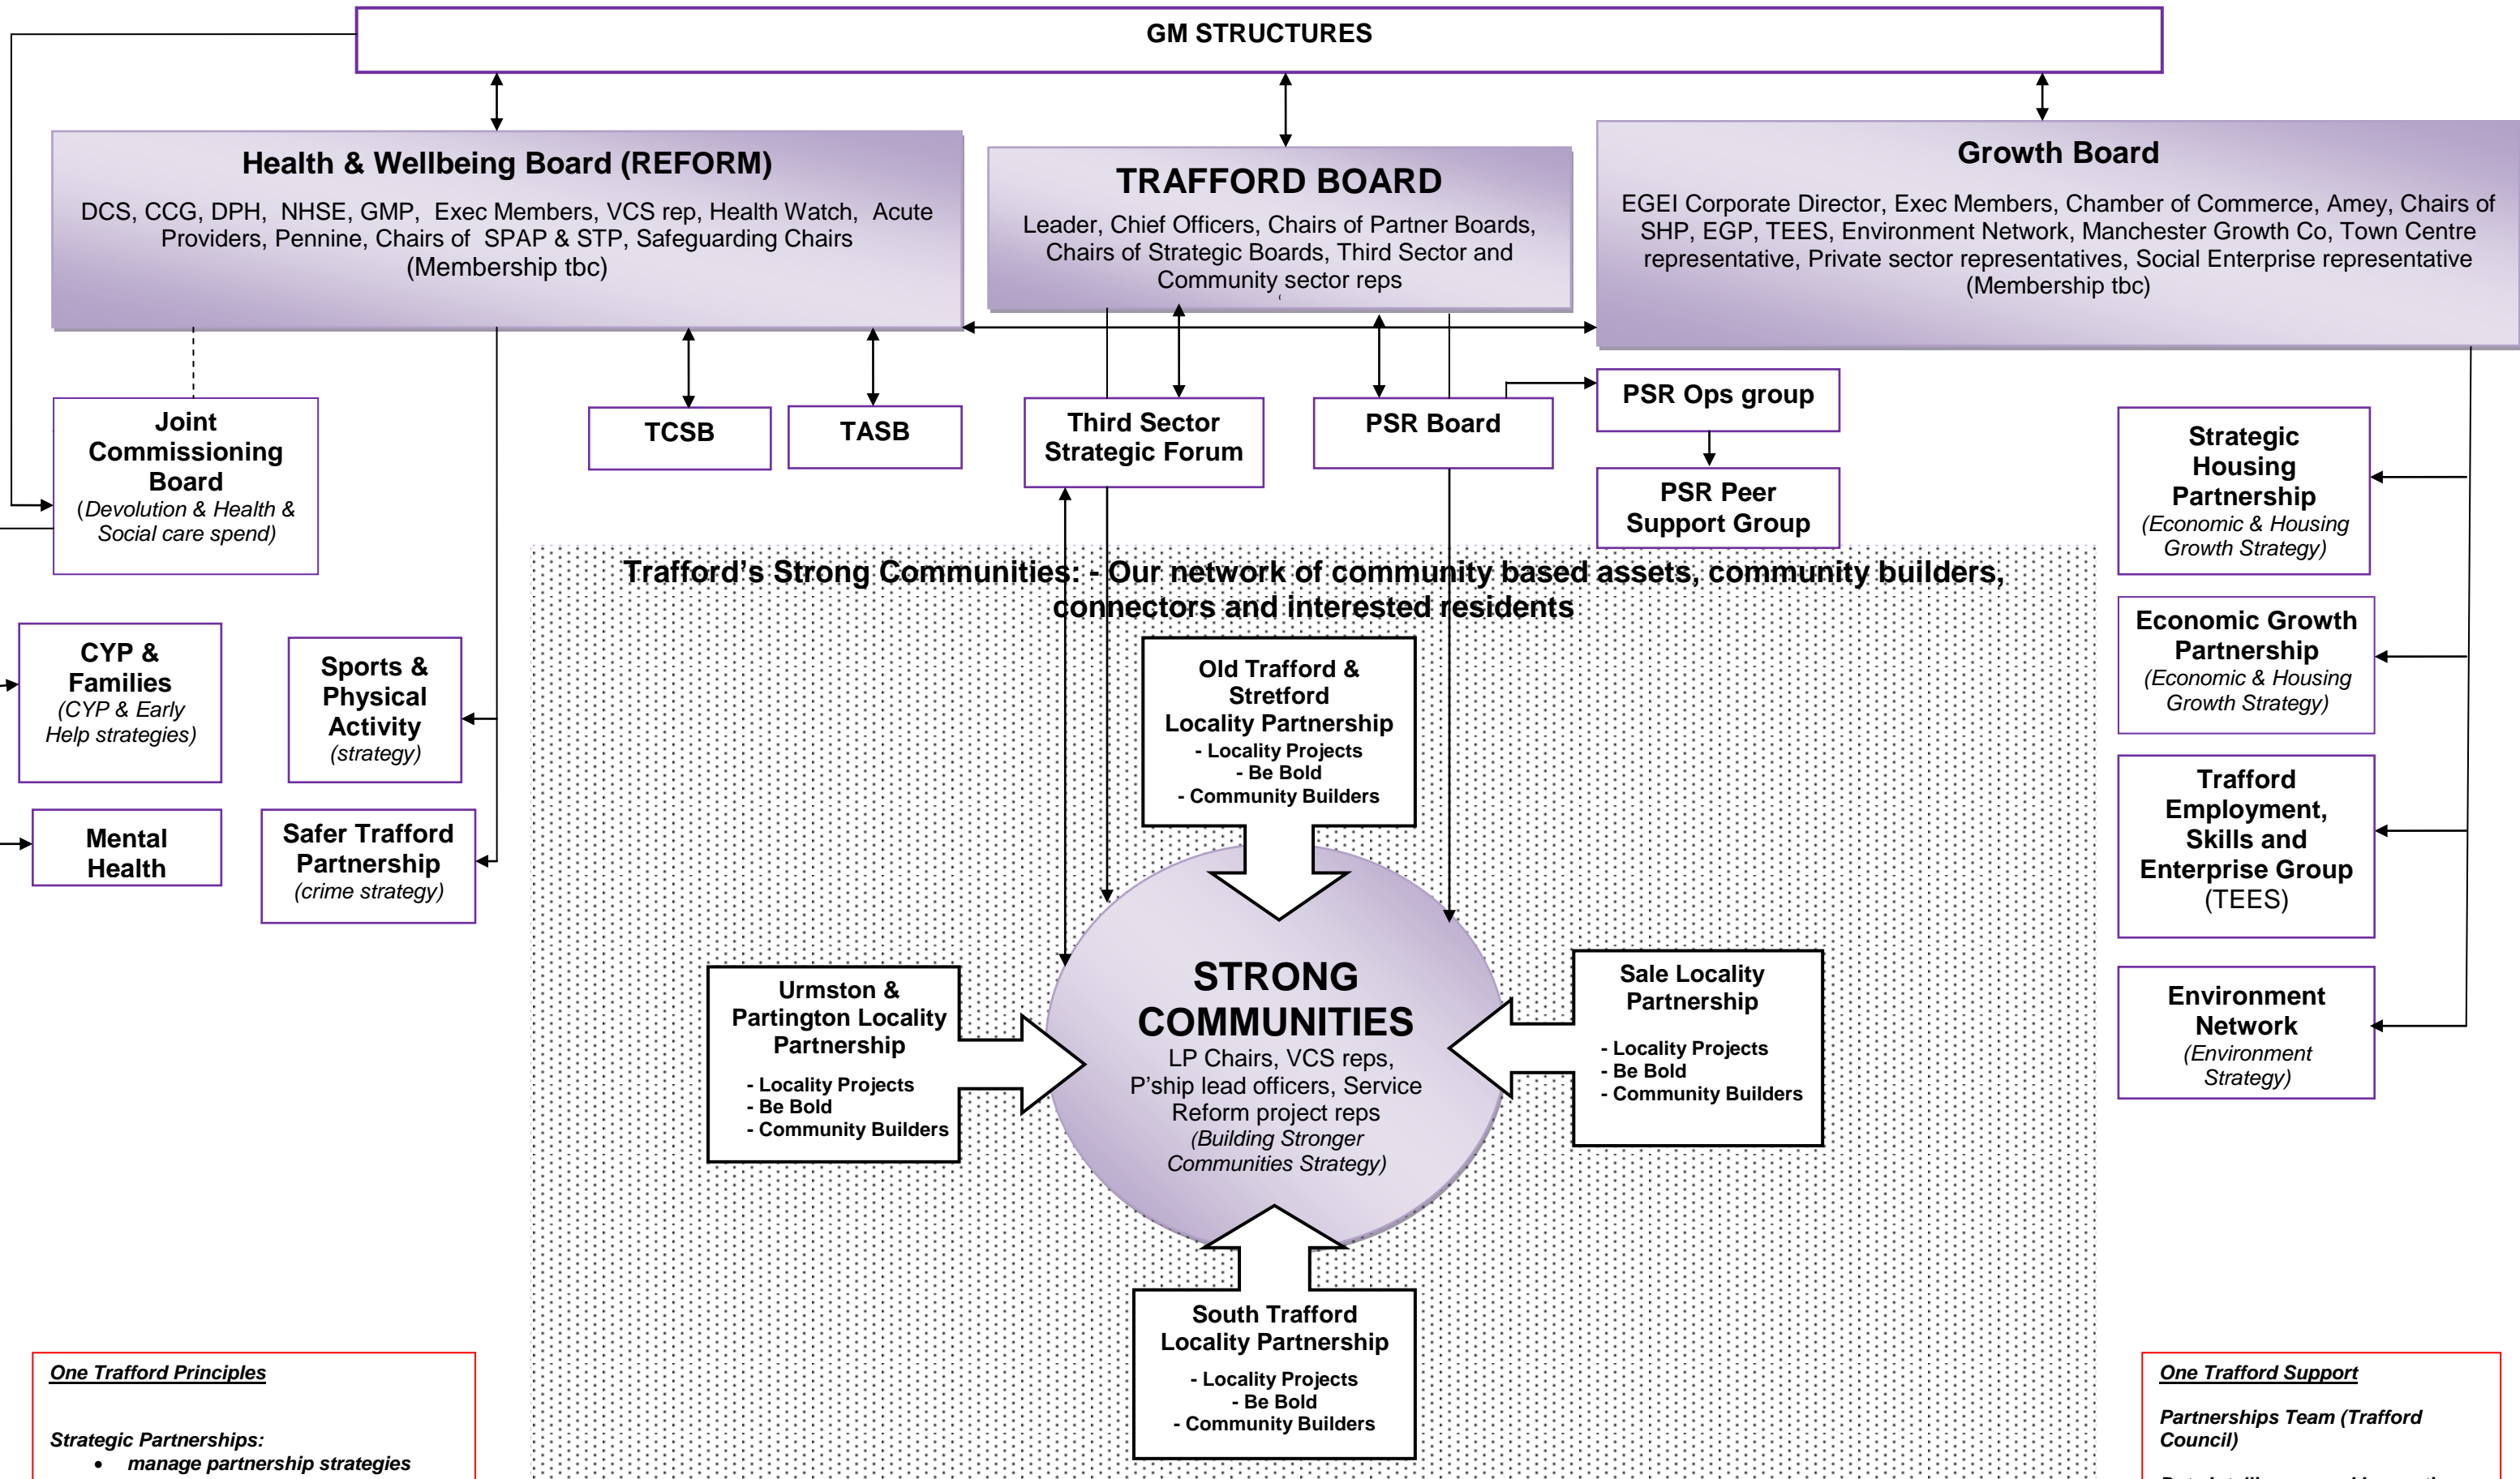 GM STRUCTURES
Health & Wellbeing Board (REFORM)
DCS, CCG, DPH, NHSE, GMP, Exec Members, VCS rep, Health Watch, Acute
Providers, Pennine, Chairs of SPAP & STP, Safeguarding Chairs
(Membership tbc)
TRAFFORD BOARD
Leader, Chief Officers, Chairs of Partner Boards,
Chairs of Strategic Boards, Third Sector and
Community sector reps
Growth Board
EGEI Corporate Director, Exec Members, Chamber of Commerce, Amey, Chairs of
SHP, EGP, TEES, Environment Network, Manchester Growth Co, Town Centre
representative, Private sector representatives, Social Enterprise representative
(Membership tbc)
Joint
Commissioning
Board
(Devolution & Health &
Social care spend)
TCSB
TASB
Third Sector
Strategic Forum
PSR Board
PSR Ops group
PSR Peer
Support Group
Strategic
Housing
Partnership
(Economic & Housing
Growth Strategy)
Trafford's Strong Communities: - Our network of community based assets, community builders,
connectors and interested residents
CYP &
Families
(CYP & Early
Help strategies)
Sports &
Physical
Activity
(strategy)
Old Trafford &
Stretford
Locality Partnership
- Locality Projects
- Be Bold
- Community Builders
Economic Growth
Partnership
(Economic & Housing
Growth Strategy)
Mental
Health
Safer Trafford
Partnership
(crime strategy)
Trafford
Employment,
Skills and
Enterprise Group
(TEES)
Urmston &
Partington Locality
Partnership
- Locality Projects
- Be Bold
- Community Builders
STRONG
COMMUNITIES
LP Chairs, VCS reps,
P'ship lead officers, Service
Reform project reps
(Building Stronger
Communities Strategy)
Sale Locality
Partnership
- Locality Projects
- Be Bold
- Community Builders
Environment
Network
(Environment
Strategy)
South Trafford
Locality Partnership
- Locality Projects
- Be Bold
- Community Builders
One Trafford Principles
Strategic Partnerships:
• manage partnership strategies
One Trafford Support
Partnerships Team (Trafford
Council)